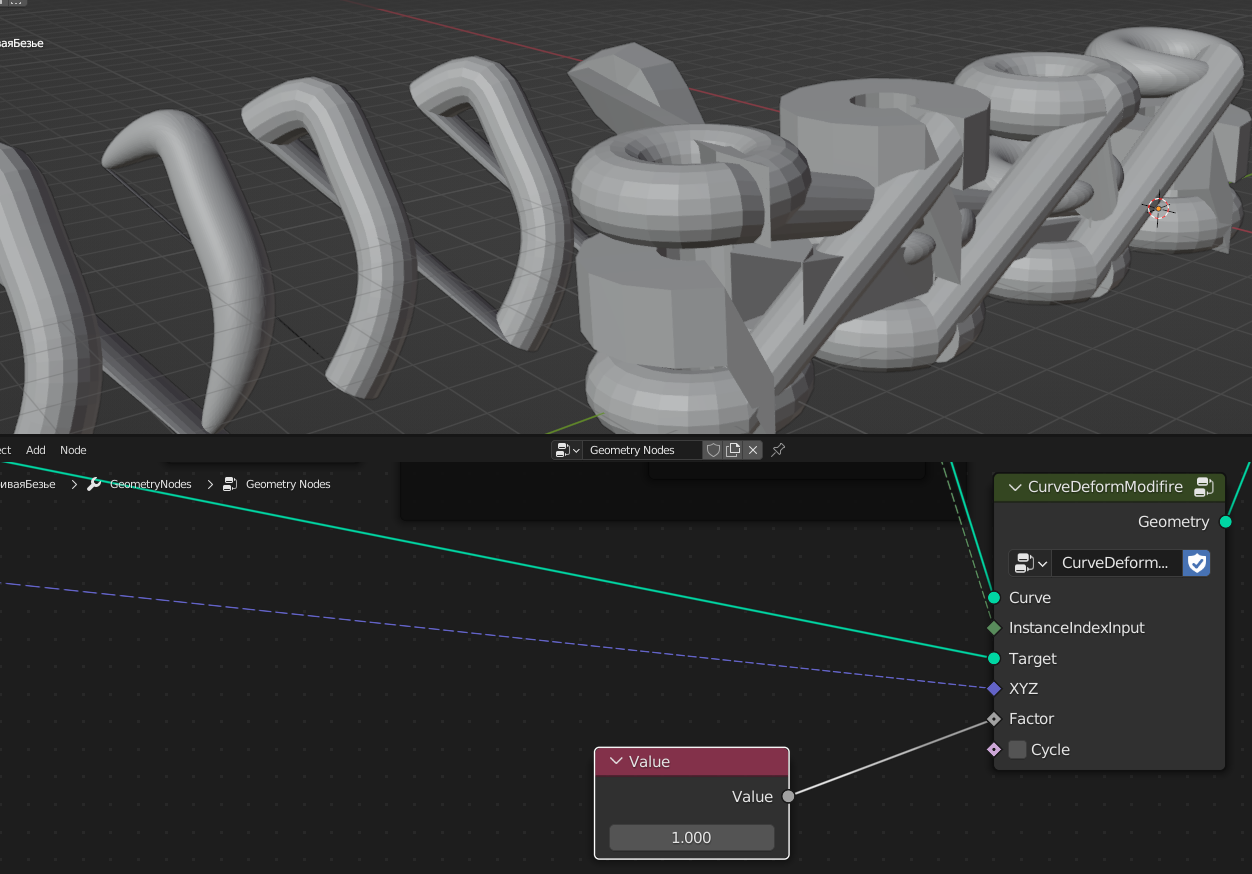 аяБезье
ect Add Node
Geometry Nodes
иваяБезье > GeometryNodes > Geometry Nodes
CurveDeformModifire
Geometry
CurveDeform...
Curve
InstanceIndexInput
Target
XYZ
Factor
Cycle
Value
Value
1.000